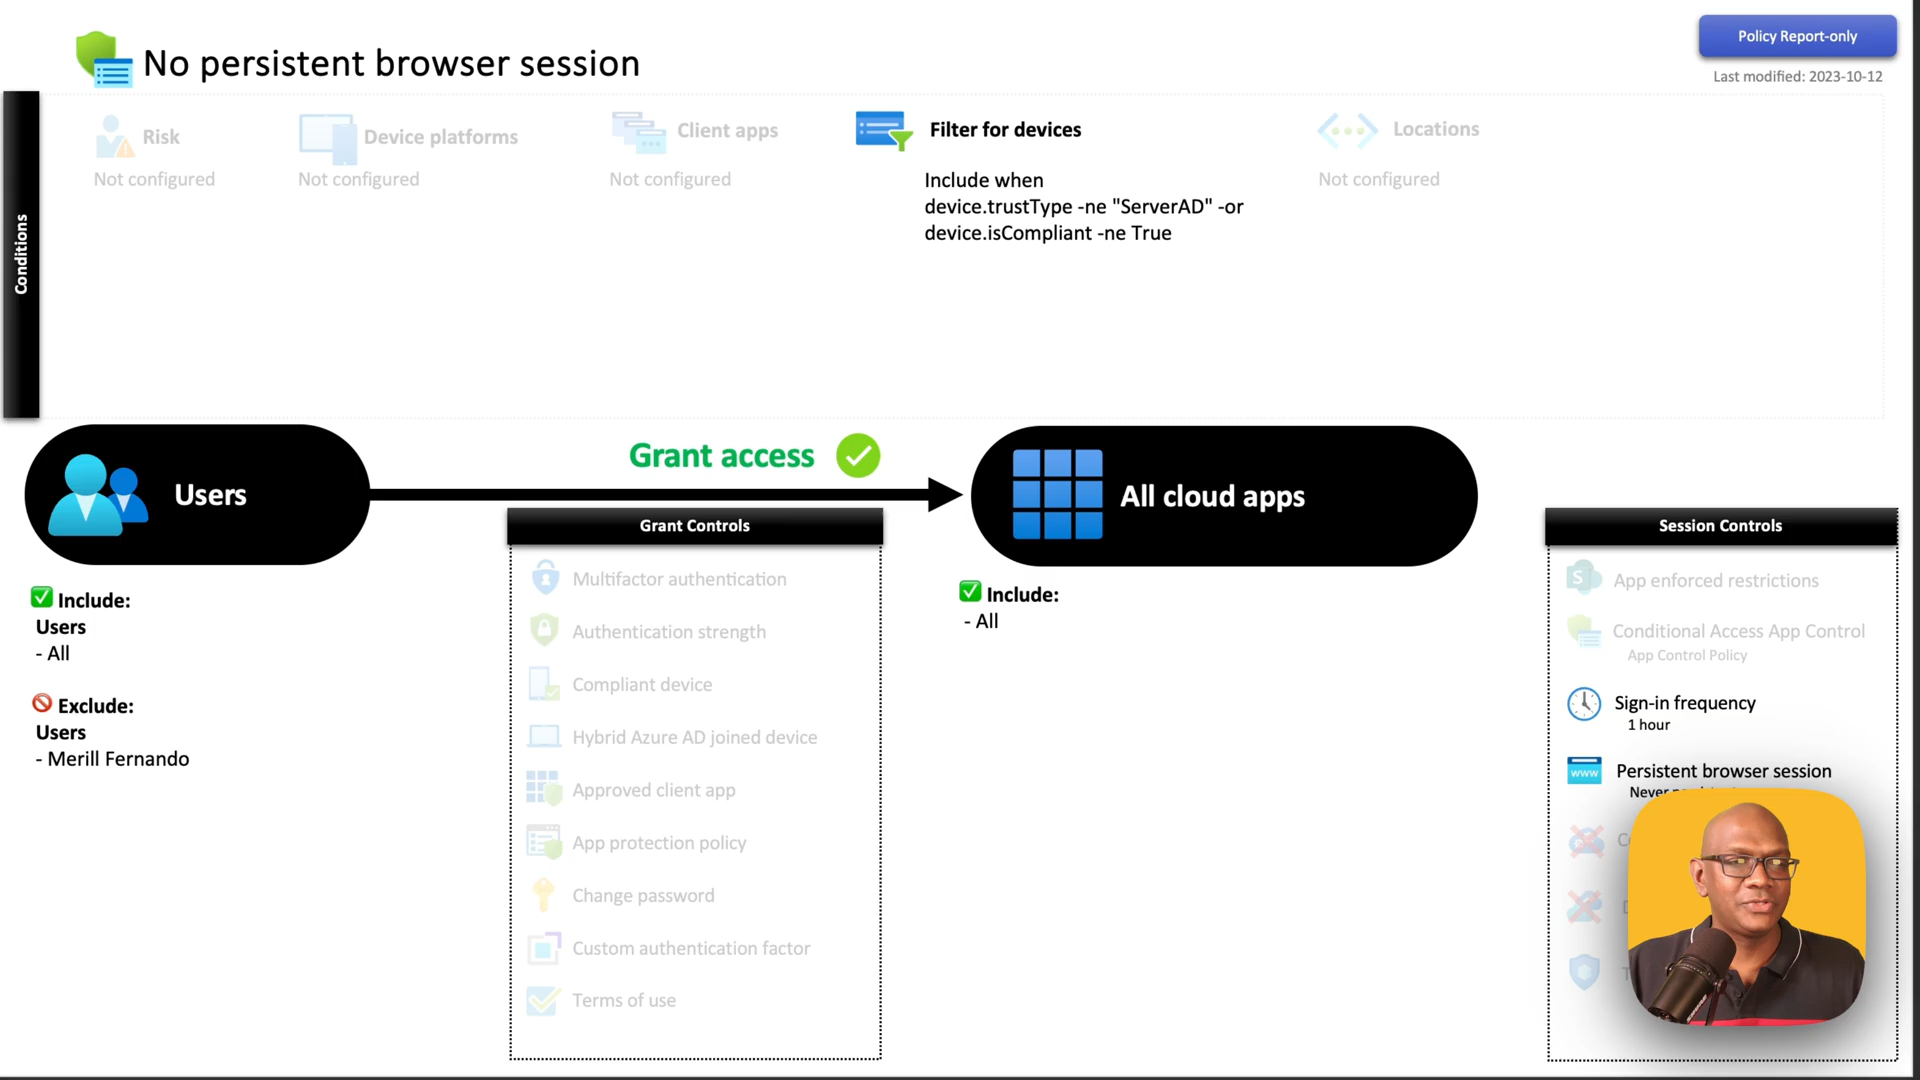 No persistent browser session
Policy Report-only
Last modified: 2023-10-12
Conditions
Risk
Not configured
Device platforms
Not configured
Client apps
Not configured
Filter for devices
Include when
device.trustType -ne "ServerAD" -or
device.isCompliant -ne True
Locations
Not configured
Users
Grant access
All cloud apps
✅ Include:
Users
- All
🚫 Exclude:
Users
- Merill Fernando
Grant Controls
Multifactor authentication
Authentication strength
Compliant device
Hybrid Azure AD joined device
Approved client app
App protection policy
Change password
Custom authentication factor
Terms of use
✅ Include:
- All
Session Controls
App enforced restrictions
Conditional Access App Control
App Control Policy
Sign-in frequency
1 hour
www
Persistent browser session
Never